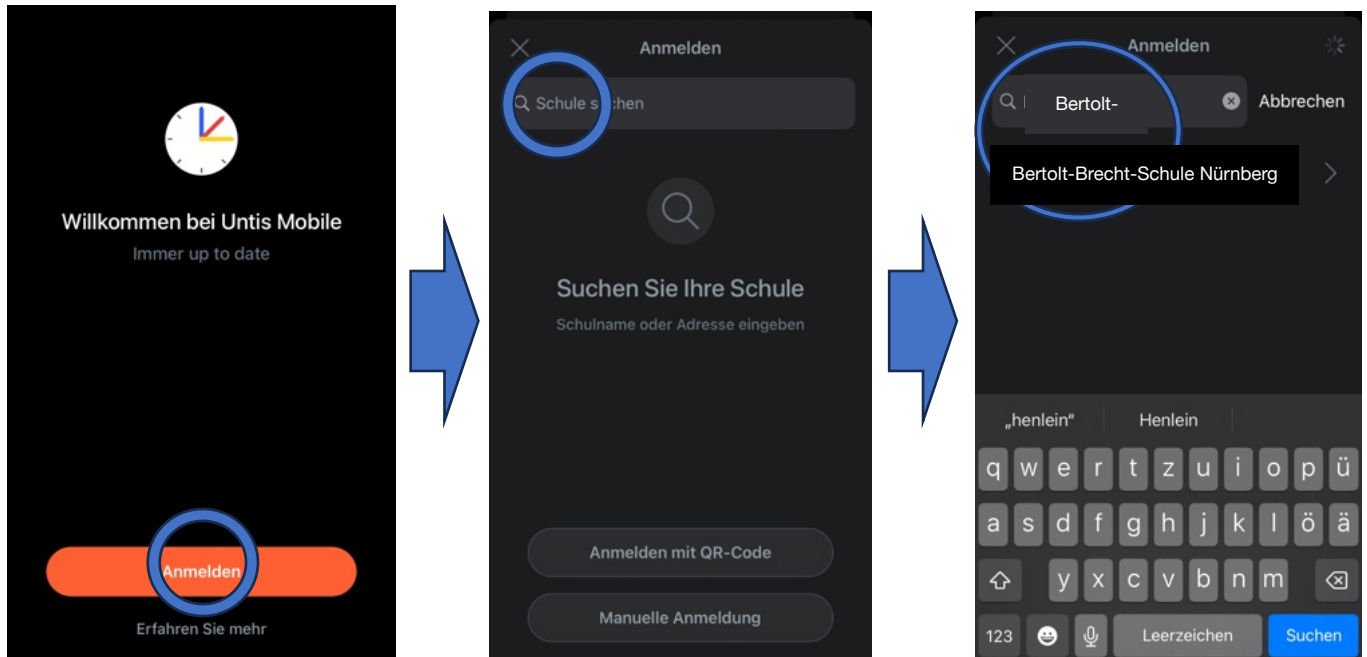 Willkommen bei Untis Mobile
Immer up to date
Anmelden
Erfahren Sie mehr
Anmelden
Schule suchen
Suchen Sie Ihre Schule
Schulname oder Adresse eingeben
Anmelden mit QR-Code
Manuelle Anmeldung
Anmelden
Bertolt-
Abbrechen
Bertolt-Brecht-Schule Nürnberg
„henlein“ Henlein
q w e r t z u i o p ü
a s d f g h j k l ö ä
y x c v b n m
123 Leerzeichen Suchen